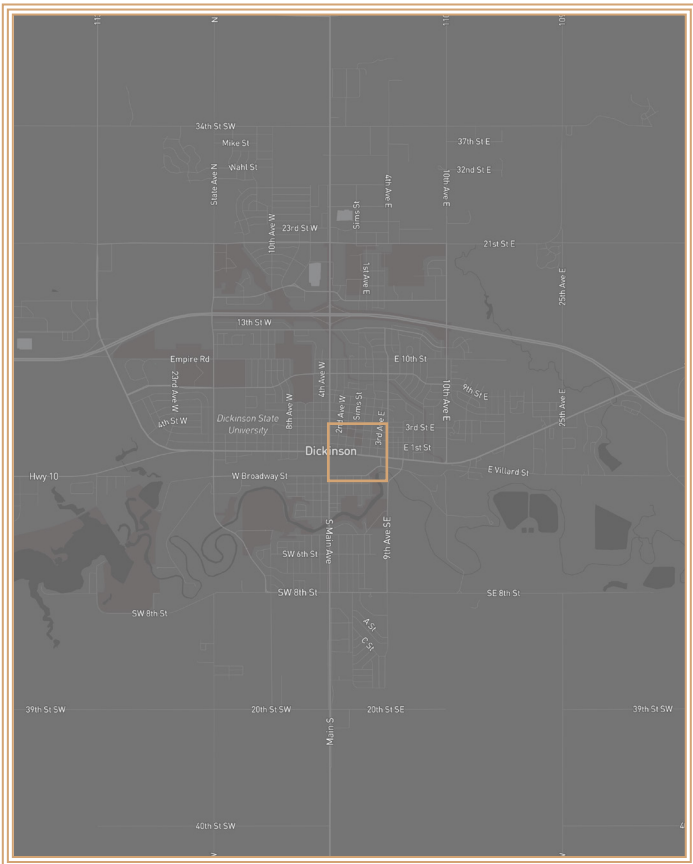 11
N
110
109
34th St SW
Mike St
37th St E
Wahl St
32nd St E
State Ave N
4th Ave E
10th Ave E
Sims St
23rd St W
10th Ave W
21st St E
1st Ave E
25th Ave E
13th St W
Empire Rd
E 10th St
4th Ave W
23rd Ave W
9th St E
10th Ave E
8th Ave W
Sims St
2nd Ave W
25th Ave E
4th St W
Dickinson State
University
3rd Ave E
3rd St E
E 1st St
Dickinson
Hwy 10
W Broadway St
E Villard St
S Main Ave
9th Ave SE
SW 6th St
SW 8th St
SE 8th St
SW 8th St
A St
C St
39th St SW
20th St SW
20th St SE
39th St SW
Main S
40th St SW
4